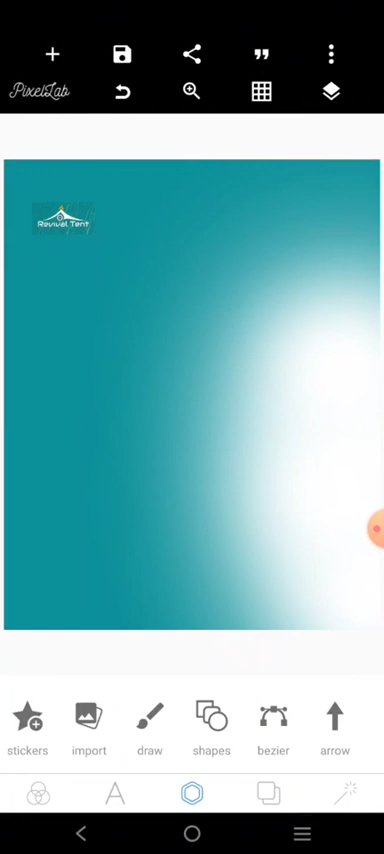 PixelLab
Revival Tent
stickers
import
draw
shapes
bezier
arrow